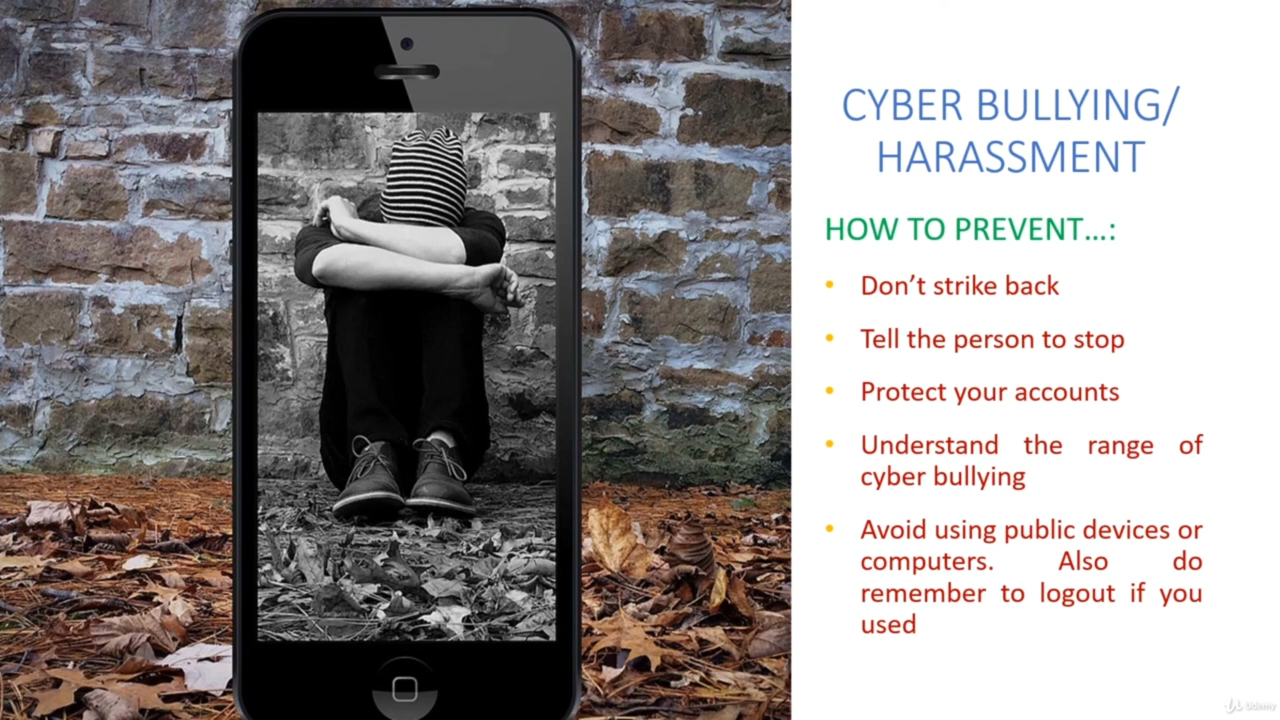 CYBER BULLYING/
HARASSMENT
HOW TO PREVENT...:
• Don’t strike back
• Tell the person to stop
• Protect your accounts
• Understand the range of
cyber bullying
• Avoid using public devices or
computers. Also do
remember to logout if you
used
Udemy